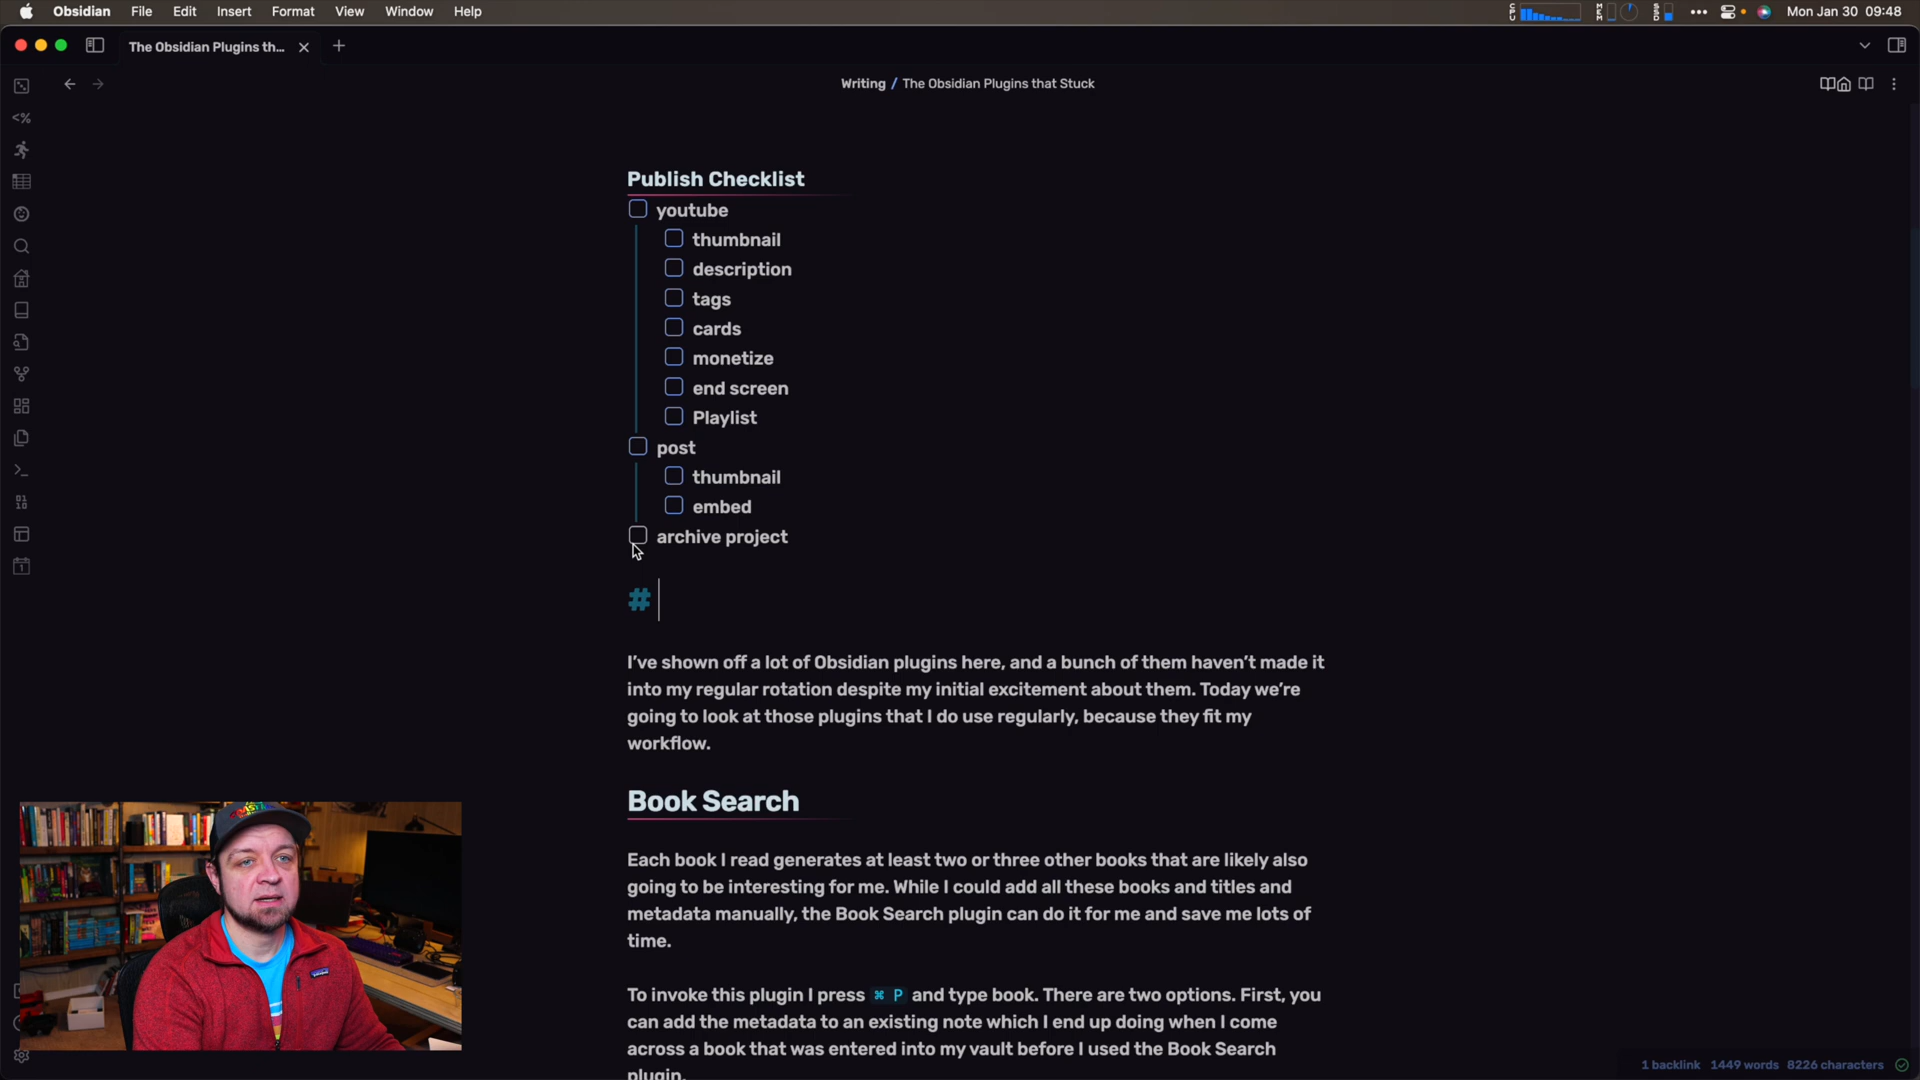 Obsidian File Edit Insert Format View Window Help
CPU MEM SSD ••• Mon Jan 30 09:48
The Obsidian Plugins th...
Writing / The Obsidian Plugins that Stuck
<%
Publish Checklist
youtube
thumbnail
description
tags
cards
monetize
end screen
Playlist
post
thumbnail
embed
archive project
#
I've shown off a lot of Obsidian plugins here, and a bunch of them haven't made it
into my regular rotation despite my initial excitement about them. Today we're
going to look at those plugins that I do use regularly, because they fit my
workflow.
Book Search
Each book I read generates at least two or three other books that are likely also
going to be interesting for me. While I could add all these books and titles and
metadata manually, the Book Search plugin can do it for me and save me lots of
time.
To invoke this plugin I press ⌘ P and type book. There are two options. First, you
can add the metadata to an existing note which I end up doing when I come
across a book that was entered into my vault before I used the Book Search
plugin.
1 backlink 1449 words 8226 characters